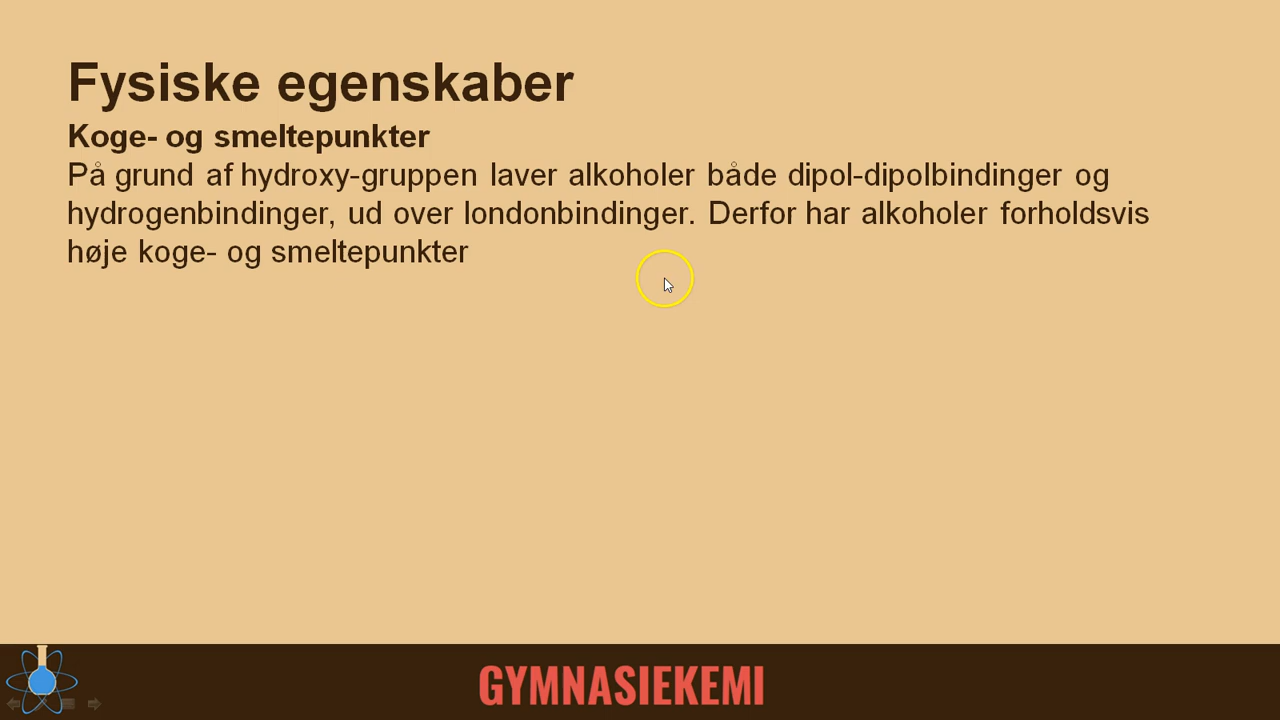 Fysiske egenskaber
Koge- og smeltepunkter
På grund af hydroxy-gruppen laver alkoholer både dipol-dipolbindinger og
hydrogenbindinger, ud over londonbindinger. Derfor har alkoholer forholdsvis
høje koge- og smeltepunkter
GYMNASIEKEMI